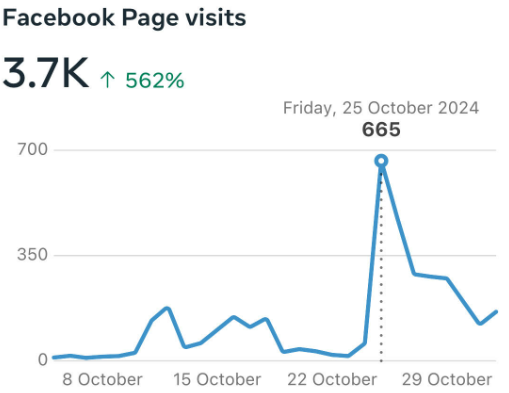 Facebook Page visits
3.7K ↑ 562%
Friday, 25 October 2024
665
700
350
0
8 October 15 October 22 October 29 October